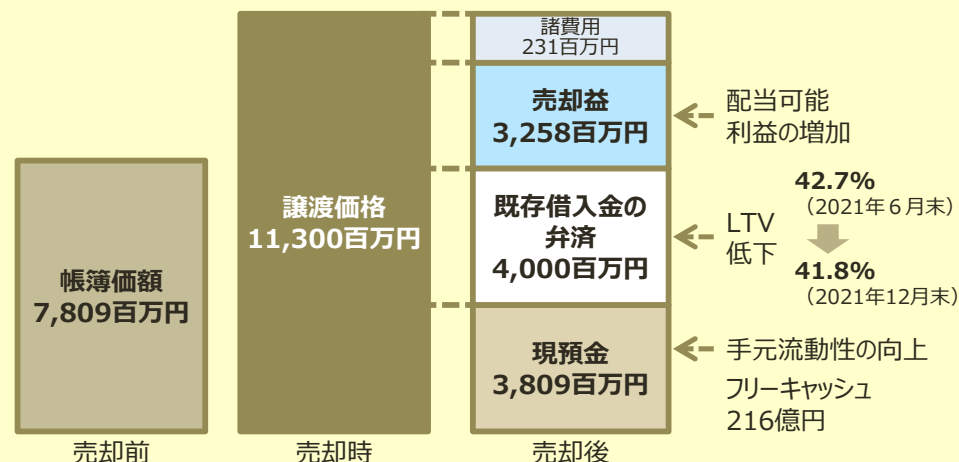 帳簿価額
7,809百万円
売却前
譲渡価格
11,300百万円
売却時
諸費用
231百万円
売却益
3,258百万円
既存借入金の
弁済
4,000百万円
現預金
3,809百万円
売却後
配当可能
利益の増加
LTV
低下
42.7%
（2021年６月末）
41.8%
（2021年12月末）
手元流動性の向上
フリーキャッシュ
216億円